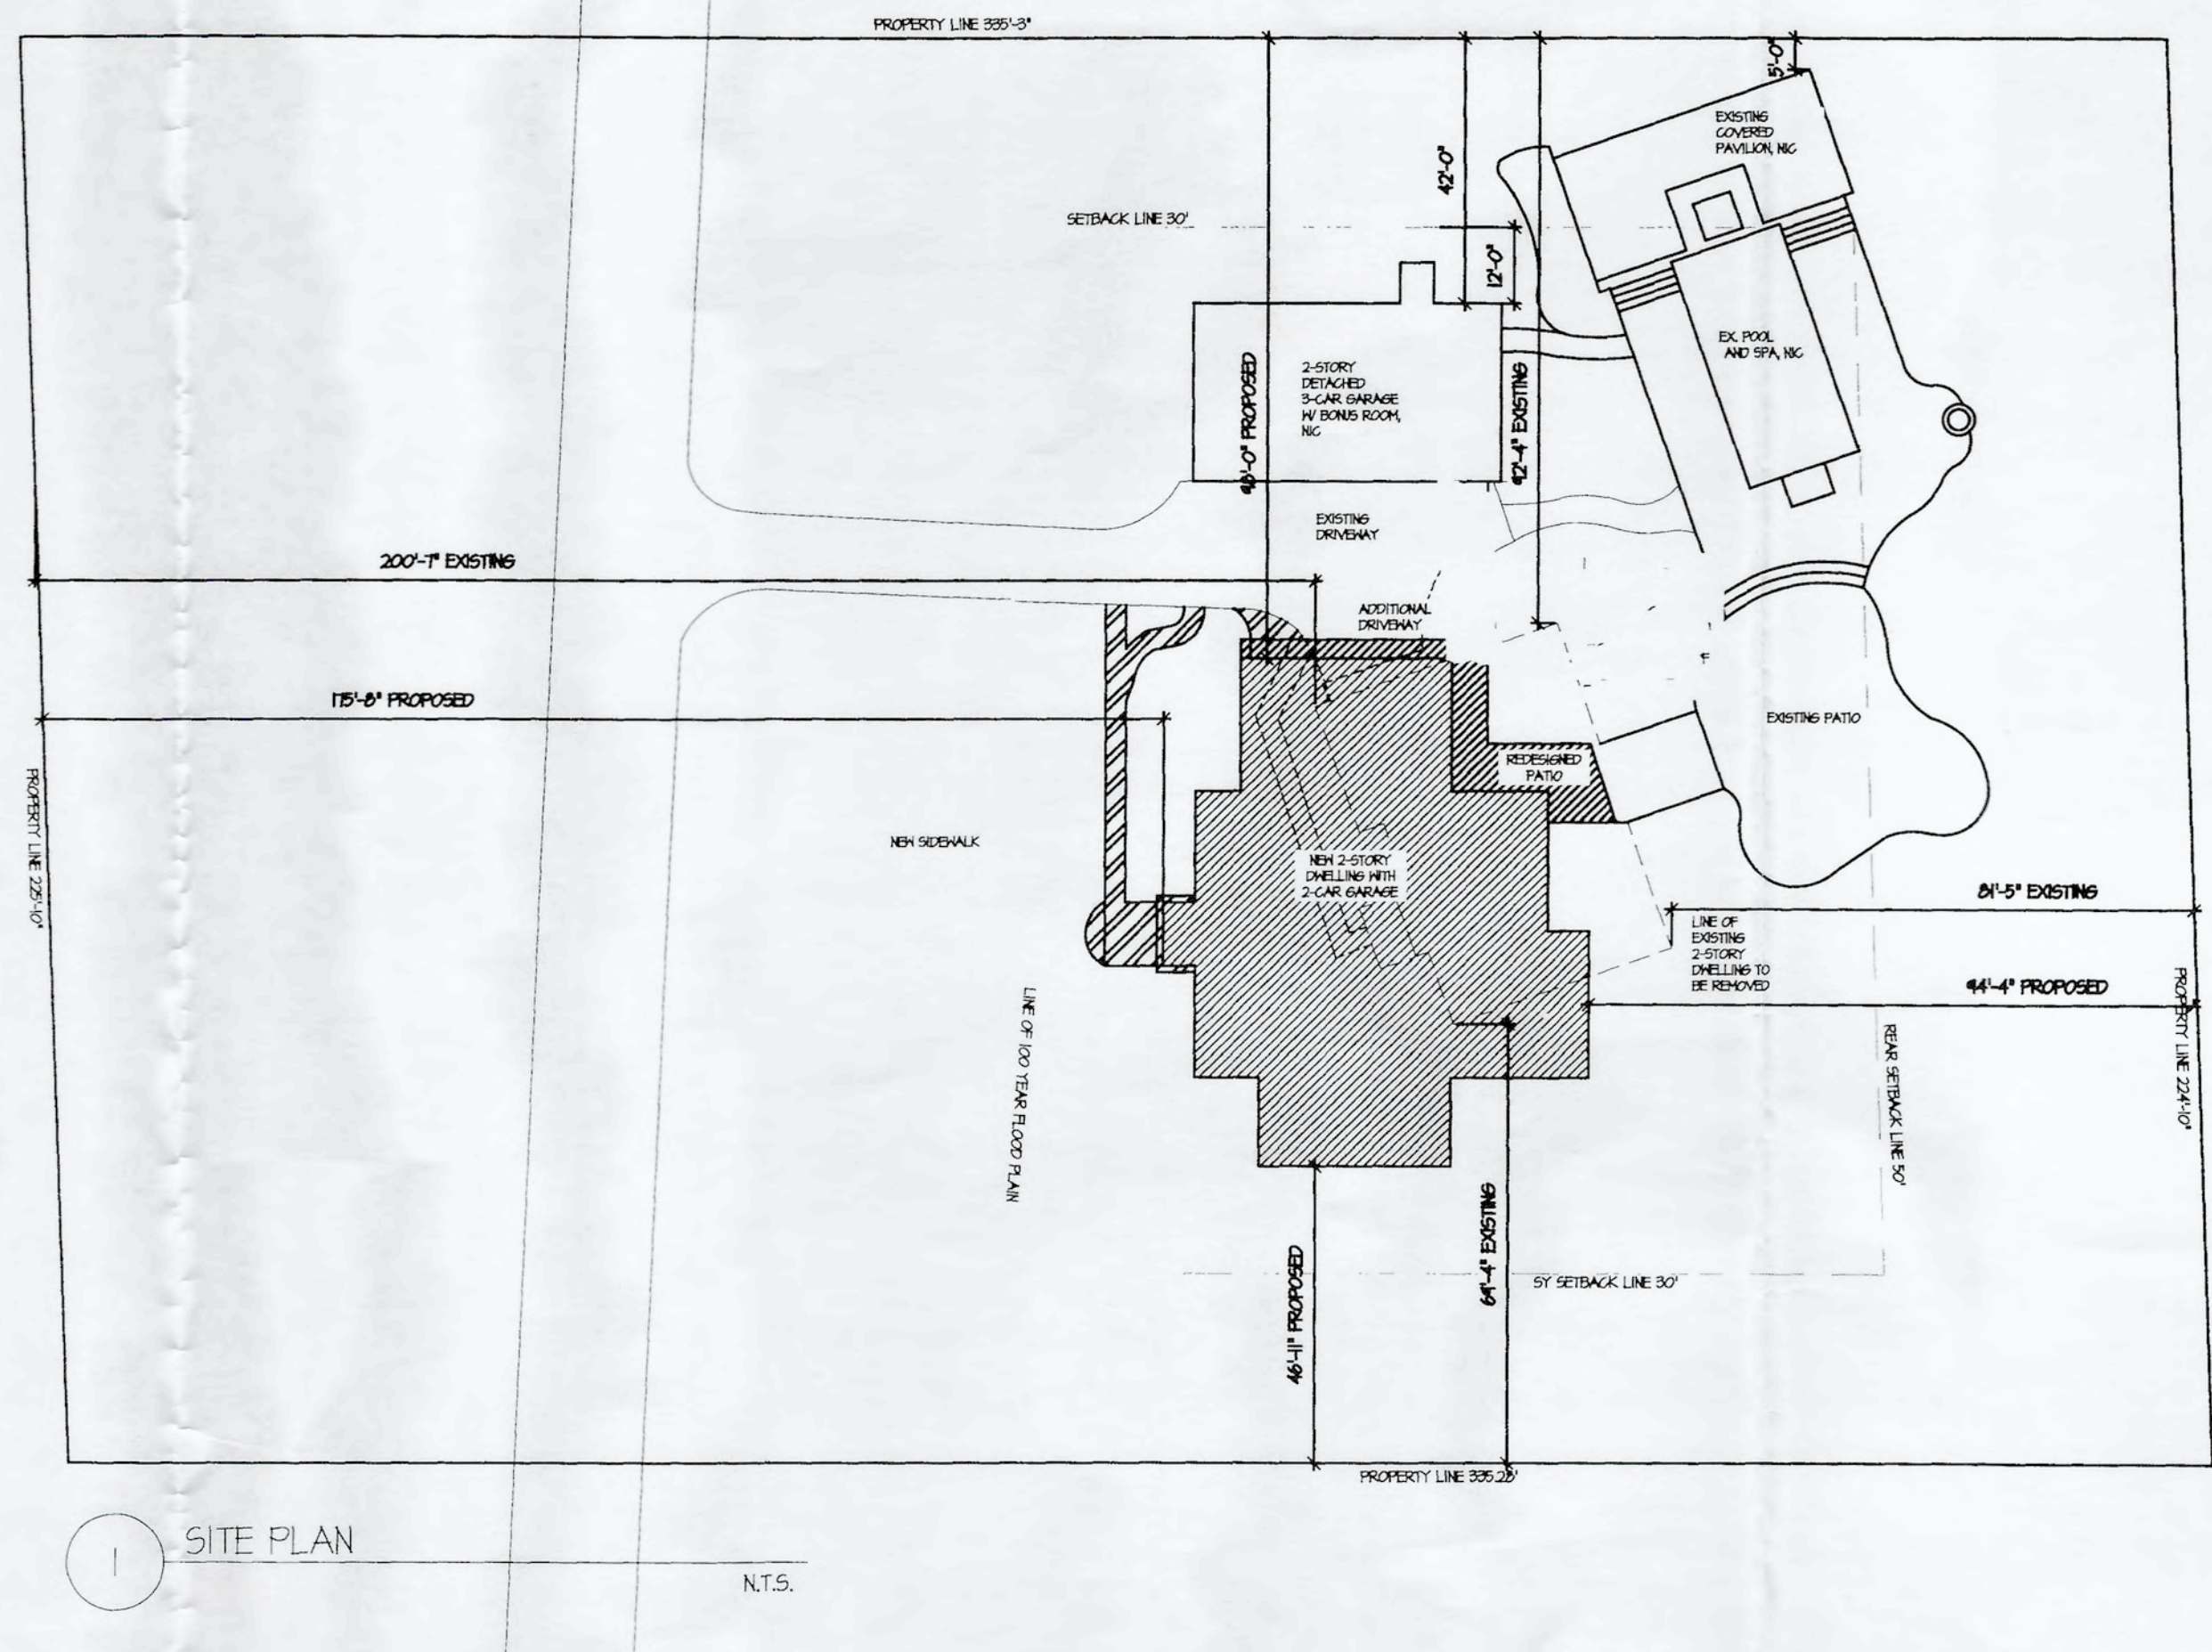 PROPERTY LINE 335'-3"
5'-0"
EXISTING
COVERED
PAVILION, NIC
42'-0"
SETBACK LINE 30'
12'-0"
EX. POOL
AND SPA, NIC
2-STORY
DETACHED
3-CAR GARAGE
W/ BONUS ROOM,
NIC
PROPOSED
92'-4" EXISTING
EXISTING
DRIVEWAY
200'-7" EXISTING
ADDITIONAL
DRIVEWAY
175'-8" PROPOSED
EXISTING PATIO
REDESIGNED
PATIO
PROPERTY LINE 225'-10"
NEW SIDEWALK
NEW 2-STORY
DWELLING WITH
2-CAR GARAGE
81'-5" EXISTING
LINE OF
EXISTING
2-STORY
DWELLING TO
BE REMOVED
94'-4" PROPOSED
PROPERTY LINE 224'-10"
LINE OF 100 YEAR FLOOD PLAIN
REAR SETBACK LINE 50'
46'-11" PROPOSED
69'-4" EXISTING
SY SETBACK LINE 30'
PROPERTY LINE 335.28'
1
SITE PLAN
N.T.S.